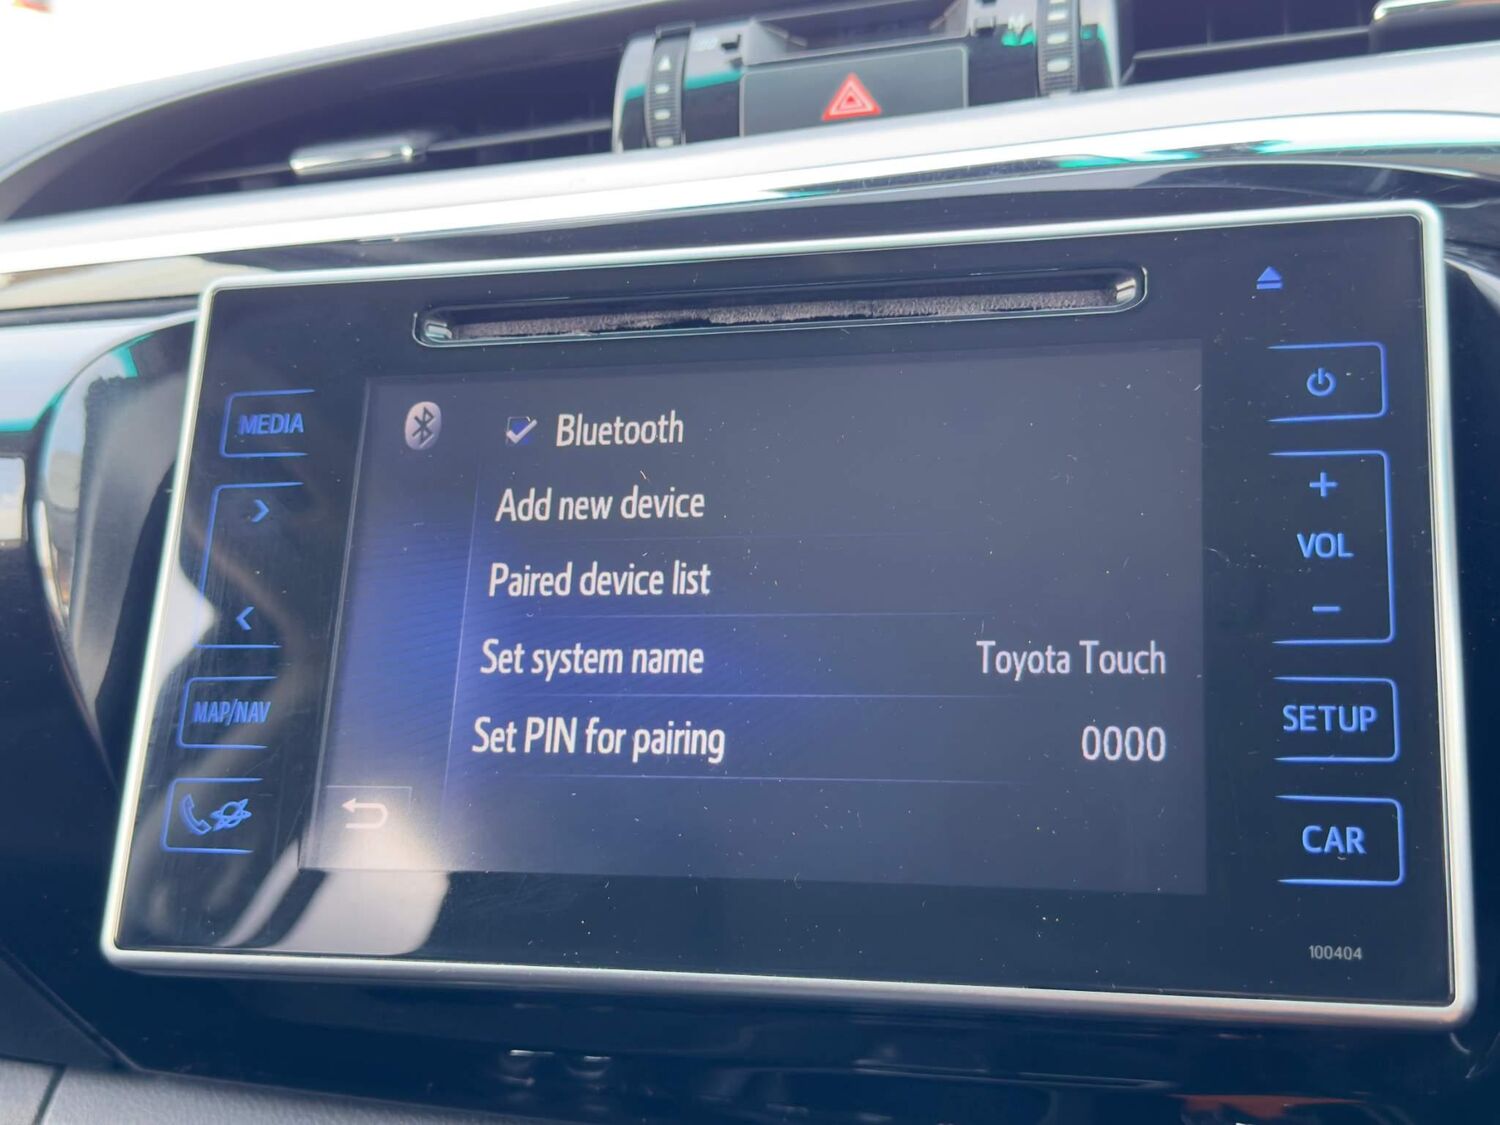 MEDIA
MAP/NAV
Bluetooth
Add new device
Paired device list
Set system name Toyota Touch
Set PIN for pairing 0000
+
VOL
−
SETUP
CAR
100404